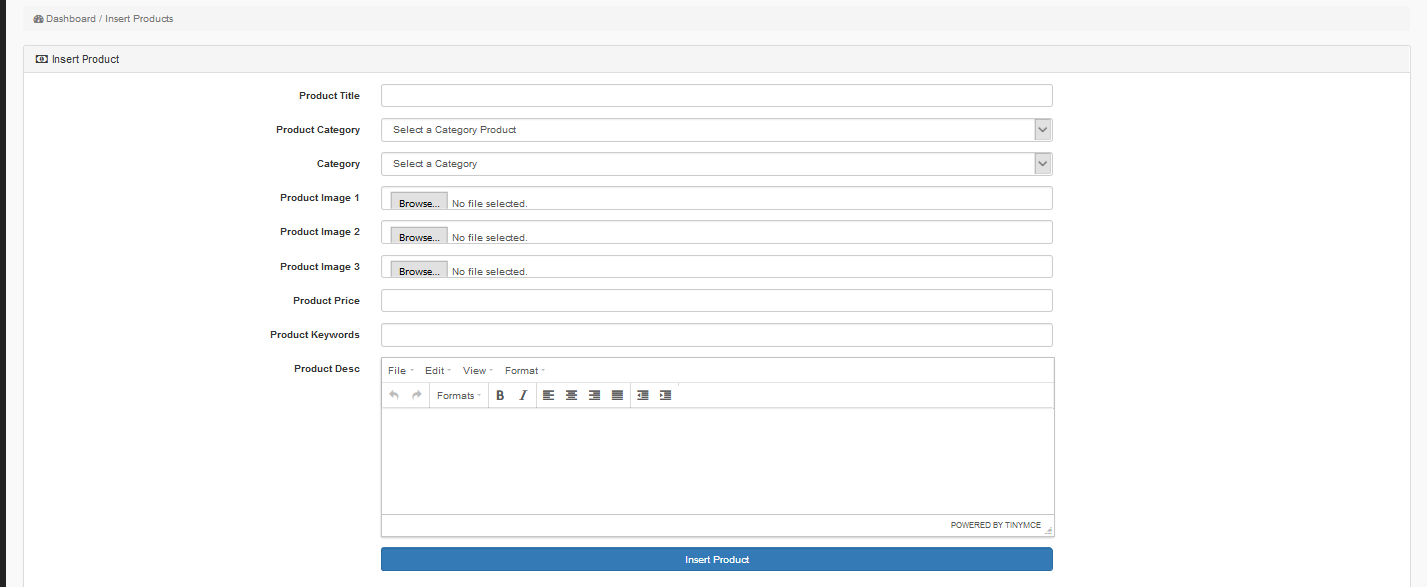 Dashboard / Insert Products
Insert Product
Product Title
Product Category Select a Category Product
Category Select a Category
Product Image 1 Browse... No file selected.
Product Image 2 Browse... No file selected.
Product Image 3 Browse... No file selected.
Product Price
Product Keywords
Product Desc File Edit View Format
Formats B I
POWERED BY TINYMCE
Insert Product